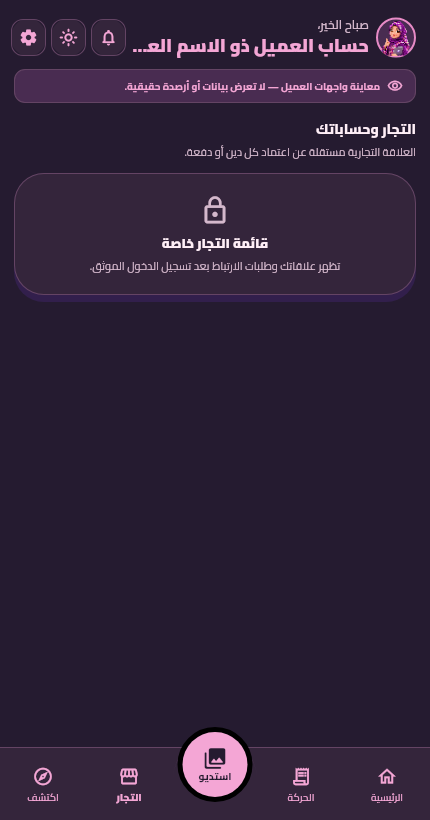 صباح الخير،
حساب العميل ذو الاسم العـ...
معاينة واجهات العميل — لا تعرض بيانات أو أرصدة حقيقية.
التجار وحساباتك
العلاقة التجارية مستقلة عن اعتماد كل دين أو دفعة.
قائمة التجار خاصة
تظهر علاقاتك وطلبات الارتباط بعد تسجيل الدخول الموثق.
الرئيسية
الحركة
استديو
التجار
اكتشف